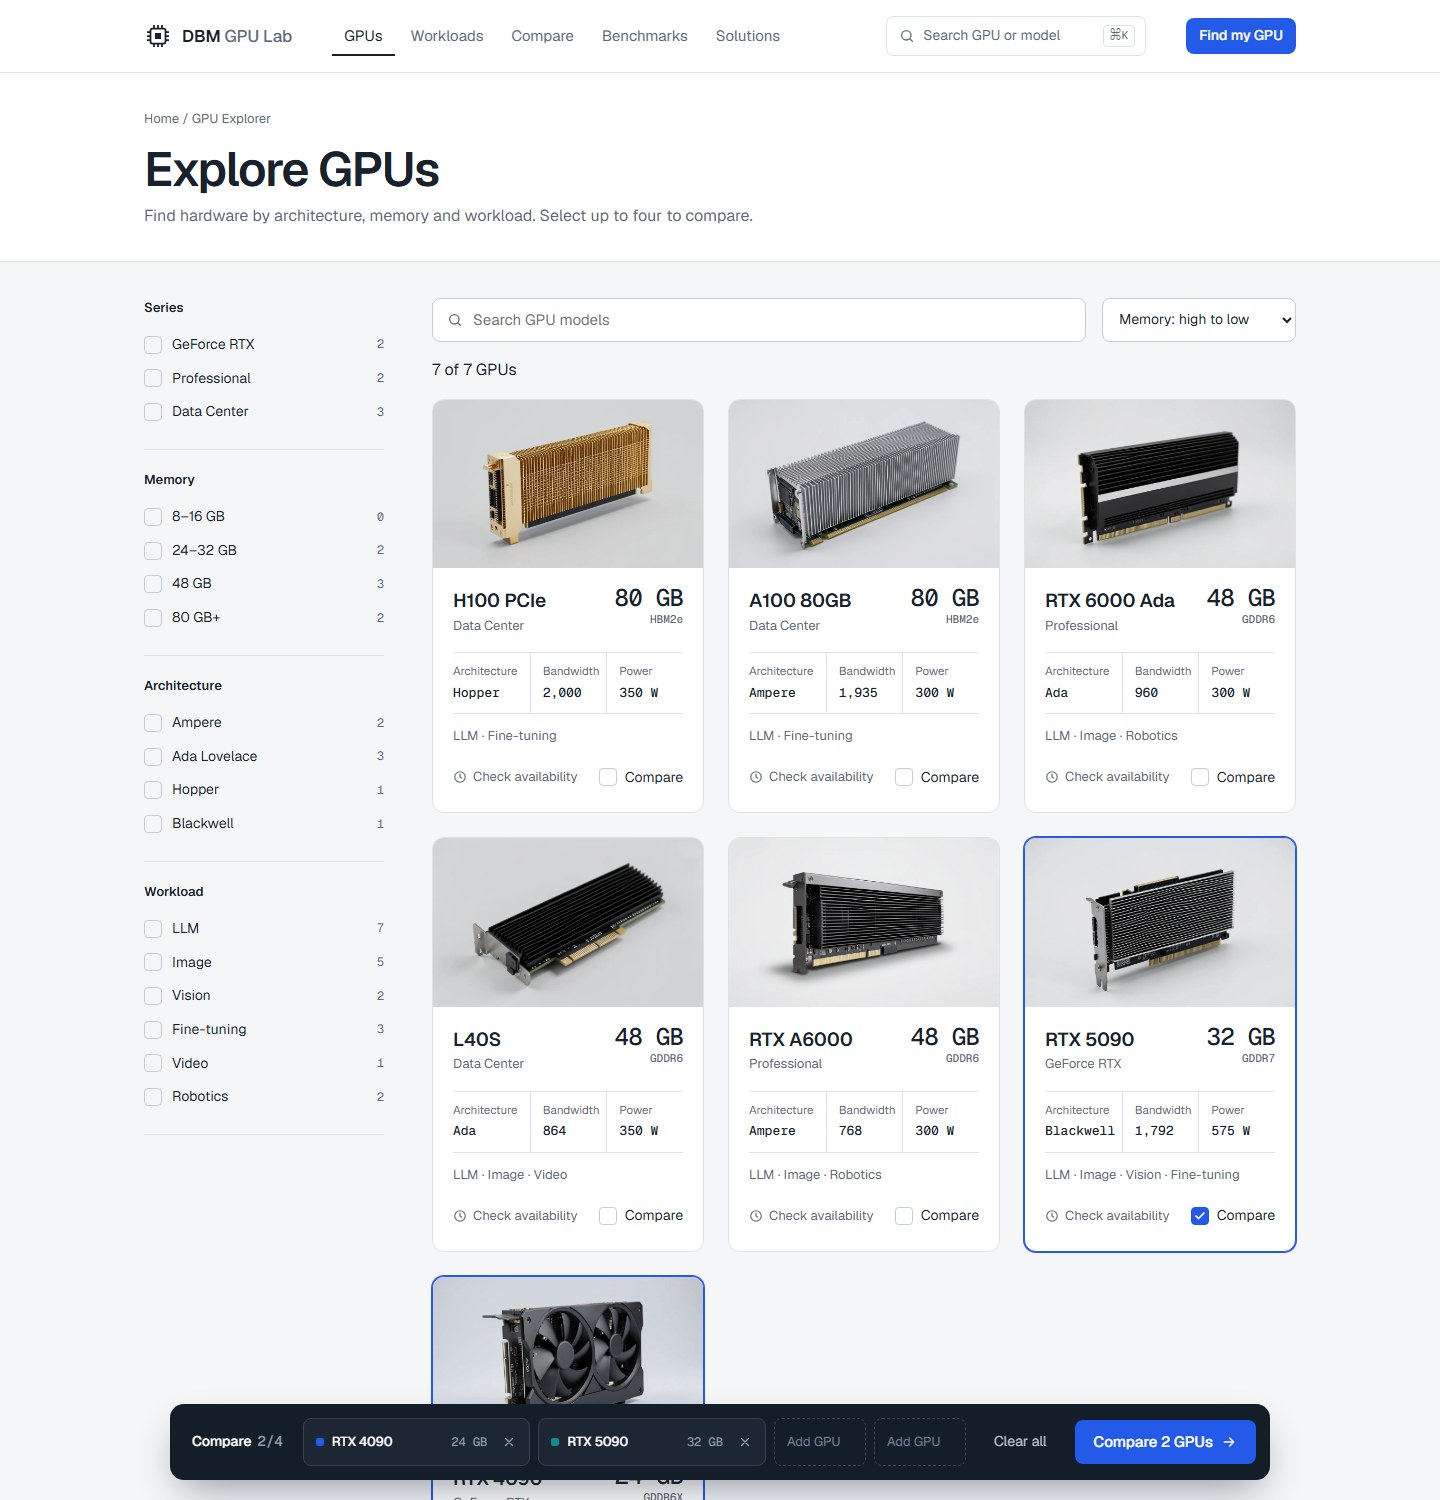 DBM GPU Lab
GPUs
Workloads
Compare
Benchmarks
Solutions
Search GPU or model
⌘K
Find my GPU
Home / GPU Explorer
Explore GPUs
Find hardware by architecture, memory and workload. Select up to four to compare.
Series
GeForce RTX 2
Professional 2
Data Center 3
Memory
8–16 GB 0
24–32 GB 2
48 GB 3
80 GB+ 2
Architecture
Ampere 2
Ada Lovelace 3
Hopper 1
Blackwell 1
Workload
LLM 7
Image 5
Vision 2
Fine-tuning 3
Video 1
Robotics 2
Search GPU models
Memory: high to low
7 of 7 GPUs
H100 PCIe 80 GB
Data Center HBM2e
Architecture Bandwidth Power
Hopper 2,000 350 W
LLM · Fine-tuning
Check availability Compare
A100 80GB 80 GB
Data Center HBM2e
Architecture Bandwidth Power
Ampere 1,935 300 W
LLM · Fine-tuning
Check availability Compare
RTX 6000 Ada 48 GB
Professional GDDR6
Architecture Bandwidth Power
Ada 960 300 W
LLM · Image · Robotics
Check availability Compare
L40S 48 GB
Data Center GDDR6
Architecture Bandwidth Power
Ada 864 350 W
LLM · Image · Video
Check availability Compare
RTX A6000 48 GB
Professional GDDR6
Architecture Bandwidth Power
Ampere 768 300 W
LLM · Image · Robotics
Check availability Compare
RTX 5090 32 GB
GeForce RTX GDDR7
Architecture Bandwidth Power
Blackwell 1,792 575 W
LLM · Image · Vision · Fine-tuning
Check availability Compare
RTX 4090 24 GB
GeForce RTX GDDR6X
Compare 2/4
RTX 4090 24 GB
RTX 5090 32 GB
Add GPU
Add GPU
Clear all
Compare 2 GPUs →